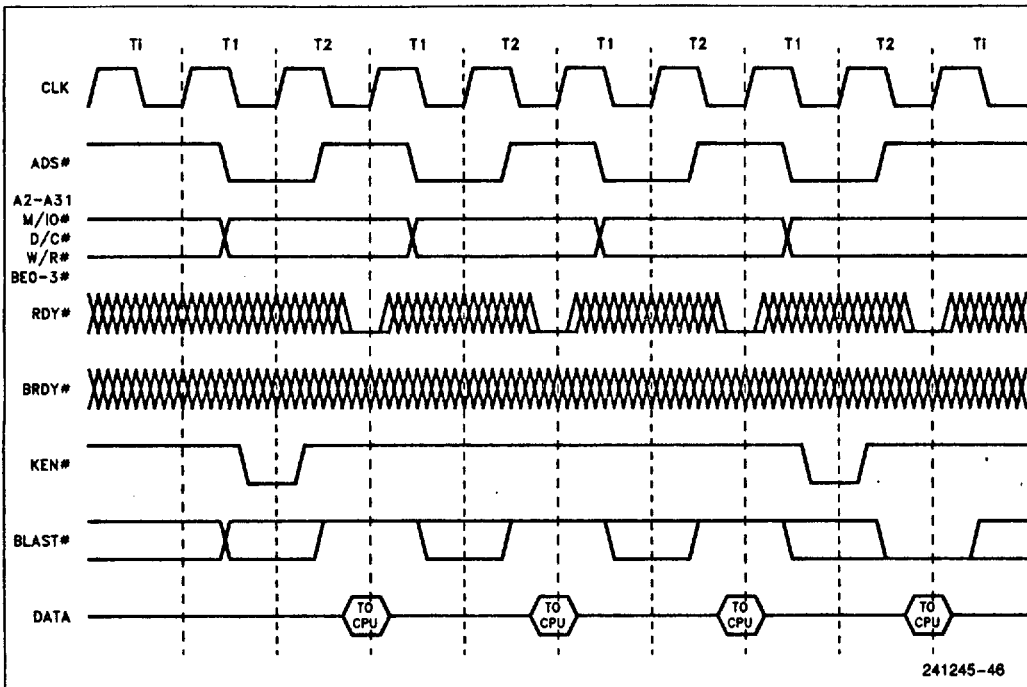 Ti T1 T2 T1 T2 T1 T2 T1 T2 Ti
CLK
ADS#
A2-A31
M/IO#
D/C#
W/R#
BE0-3#
RDY#
BRDY#
KEN#
BLAST#
DATA
TO CPU
TO CPU
TO CPU
TO CPU
241245-46